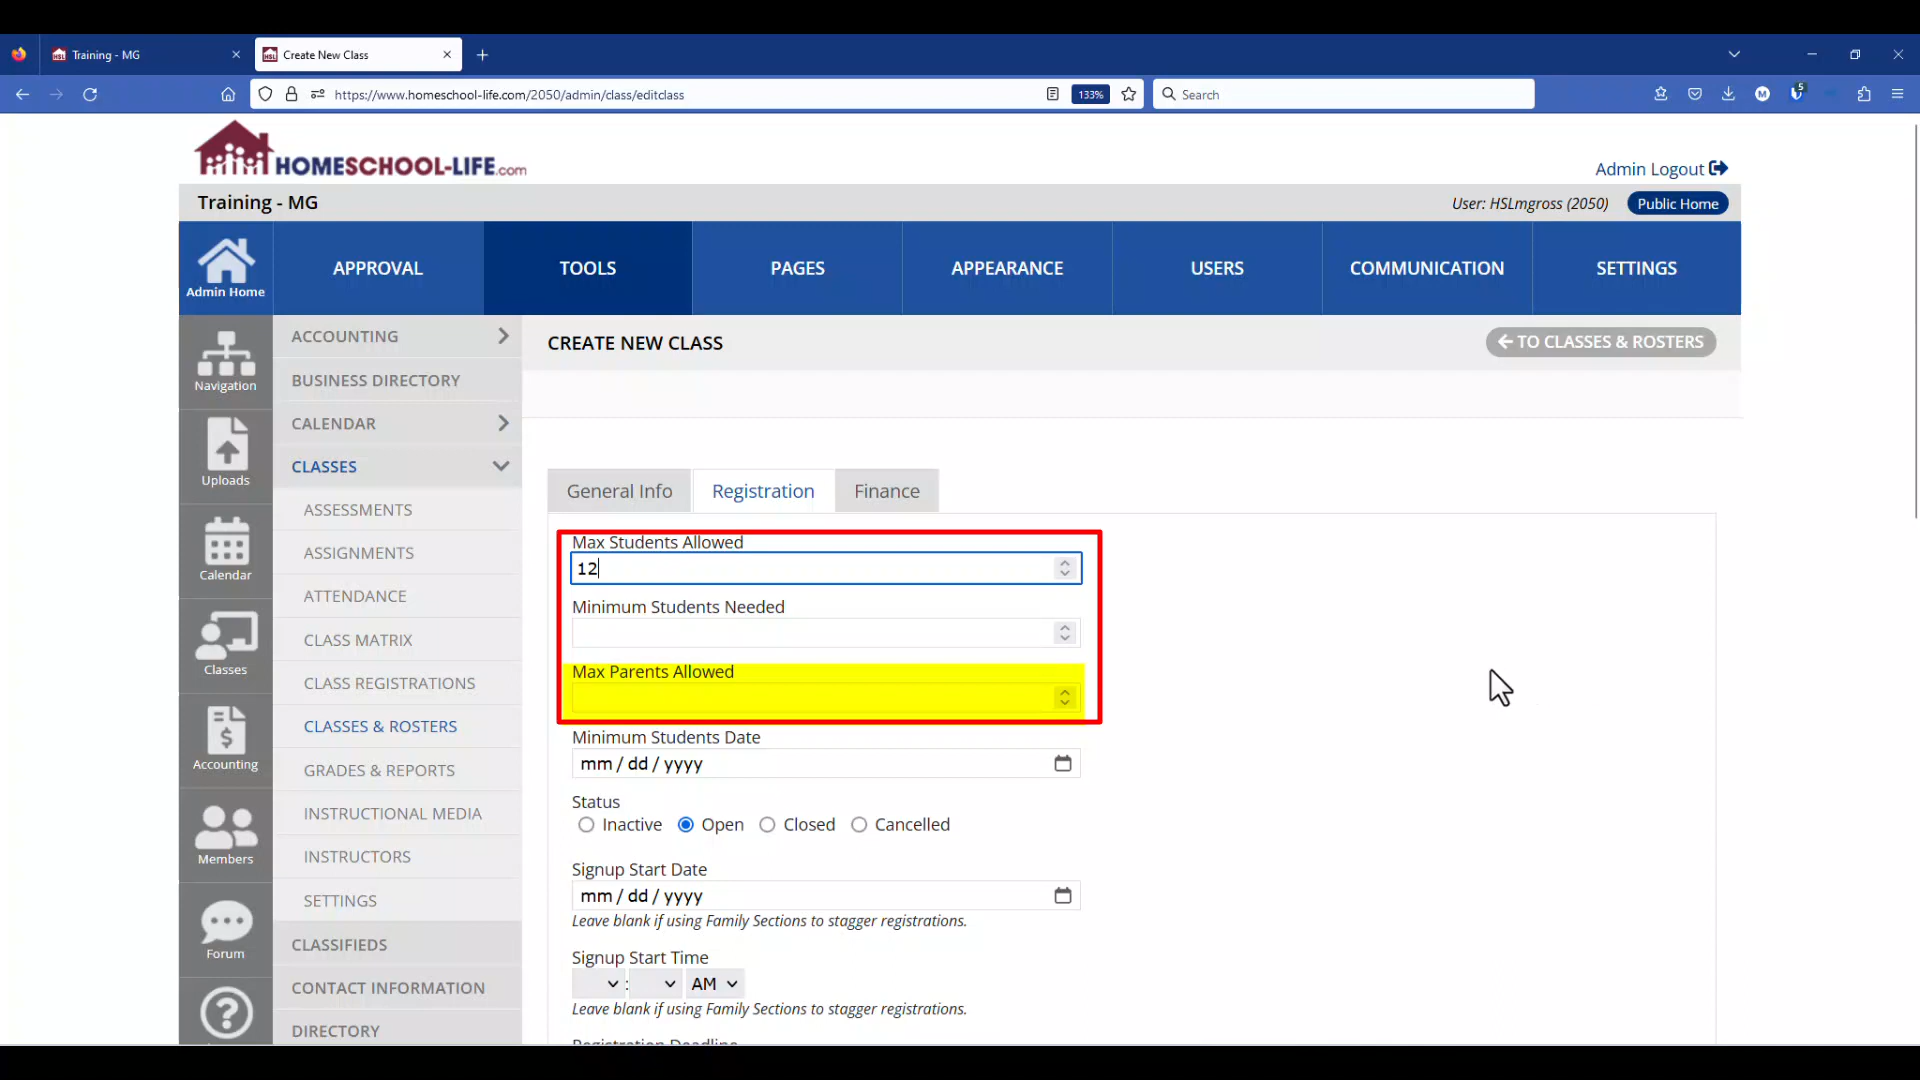 Training - MG
Create New Class
https://www.homeschool-life.com/2050/admin/class/editclass
133%
Search
M
5
HSL
HSL
HOMESCHOOL-LIFE.com
Admin Logout
Training - MG
User: HSLmgross (2050)
Public Home
Admin Home
APPROVAL
TOOLS
PAGES
APPEARANCE
USERS
COMMUNICATION
SETTINGS
Navigation
Uploads
Calendar
Classes
Accounting
Members
Forum
ACCOUNTING
BUSINESS DIRECTORY
CALENDAR
CLASSES
ASSESSMENTS
ASSIGNMENTS
ATTENDANCE
CLASS MATRIX
CLASS REGISTRATIONS
CLASSES & ROSTERS
GRADES & REPORTS
INSTRUCTIONAL MEDIA
INSTRUCTORS
SETTINGS
CLASSIFIEDS
CONTACT INFORMATION
DIRECTORY
CREATE NEW CLASS
TO CLASSES & ROSTERS
General Info
Registration
Finance
Max Students Allowed
12
Minimum Students Needed
Max Parents Allowed
Minimum Students Date
mm / dd / yyyy
Status
Inactive Open Closed Cancelled
Signup Start Date
mm / dd / yyyy
Leave blank if using Family Sections to stagger registrations.
Signup Start Time
: AM
Leave blank if using Family Sections to stagger registrations.
Registration Deadline